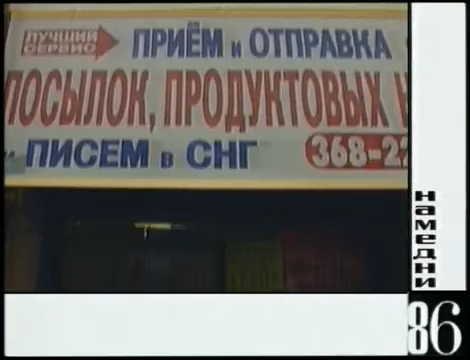 ЛУЧШИЙ
СЕРВИС
ПРИЁМ и ОТПРАВКА
ПОСЫЛОК, ПРОДУКТОВЫХ
ПИСЕМ в СНГ
368-22
намедни
86